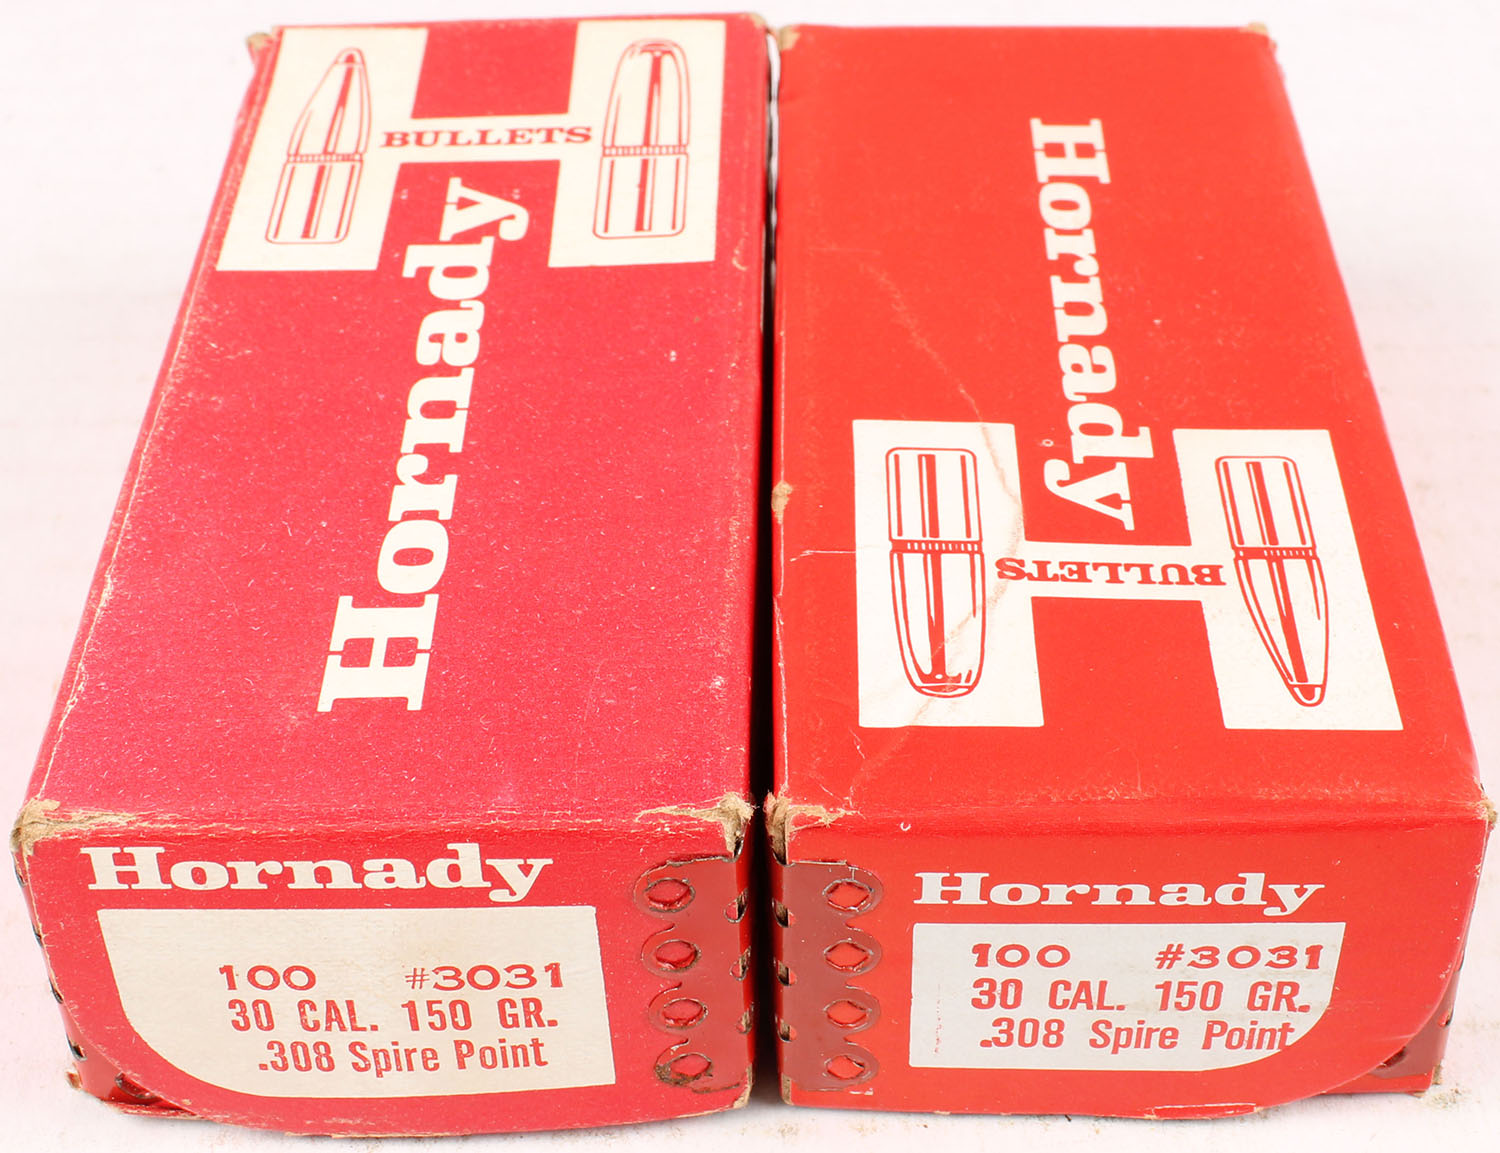 BULLETS
Hornady
Hornady
100 #3031
30 CAL. 150 GR.
.308 Spire Point
Hornady
BULLETS
Hornady
100 #3031
30 CAL. 150 GR.
.308 Spire Point